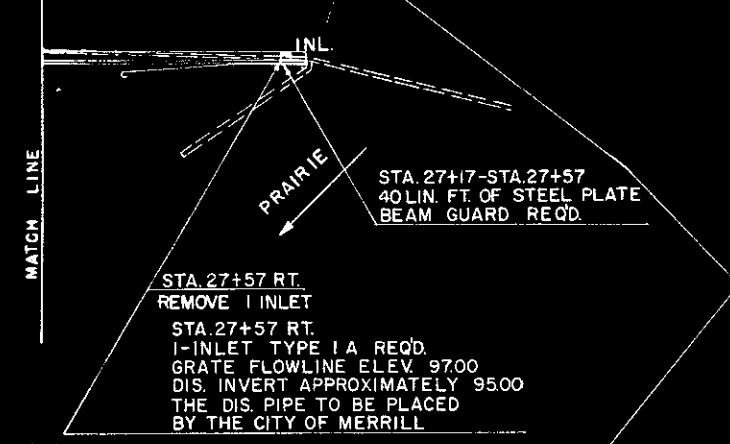 INL.
MATCH LINE
PRAIRIE
STA. 27+17-STA. 27+57
40 LIN. FT. OF STEEL PLATE
BEAM GUARD REQ'D.
STA. 27+57 RT.
REMOVE 1 INLET
STA. 27+57 RT.
1-INLET TYPE 1 A REQ'D.
GRATE FLOWLINE ELEV. 97.00
DIS. INVERT APPROXIMATELY 95.00
THE DIS. PIPE TO BE PLACED
BY THE CITY OF MERRILL